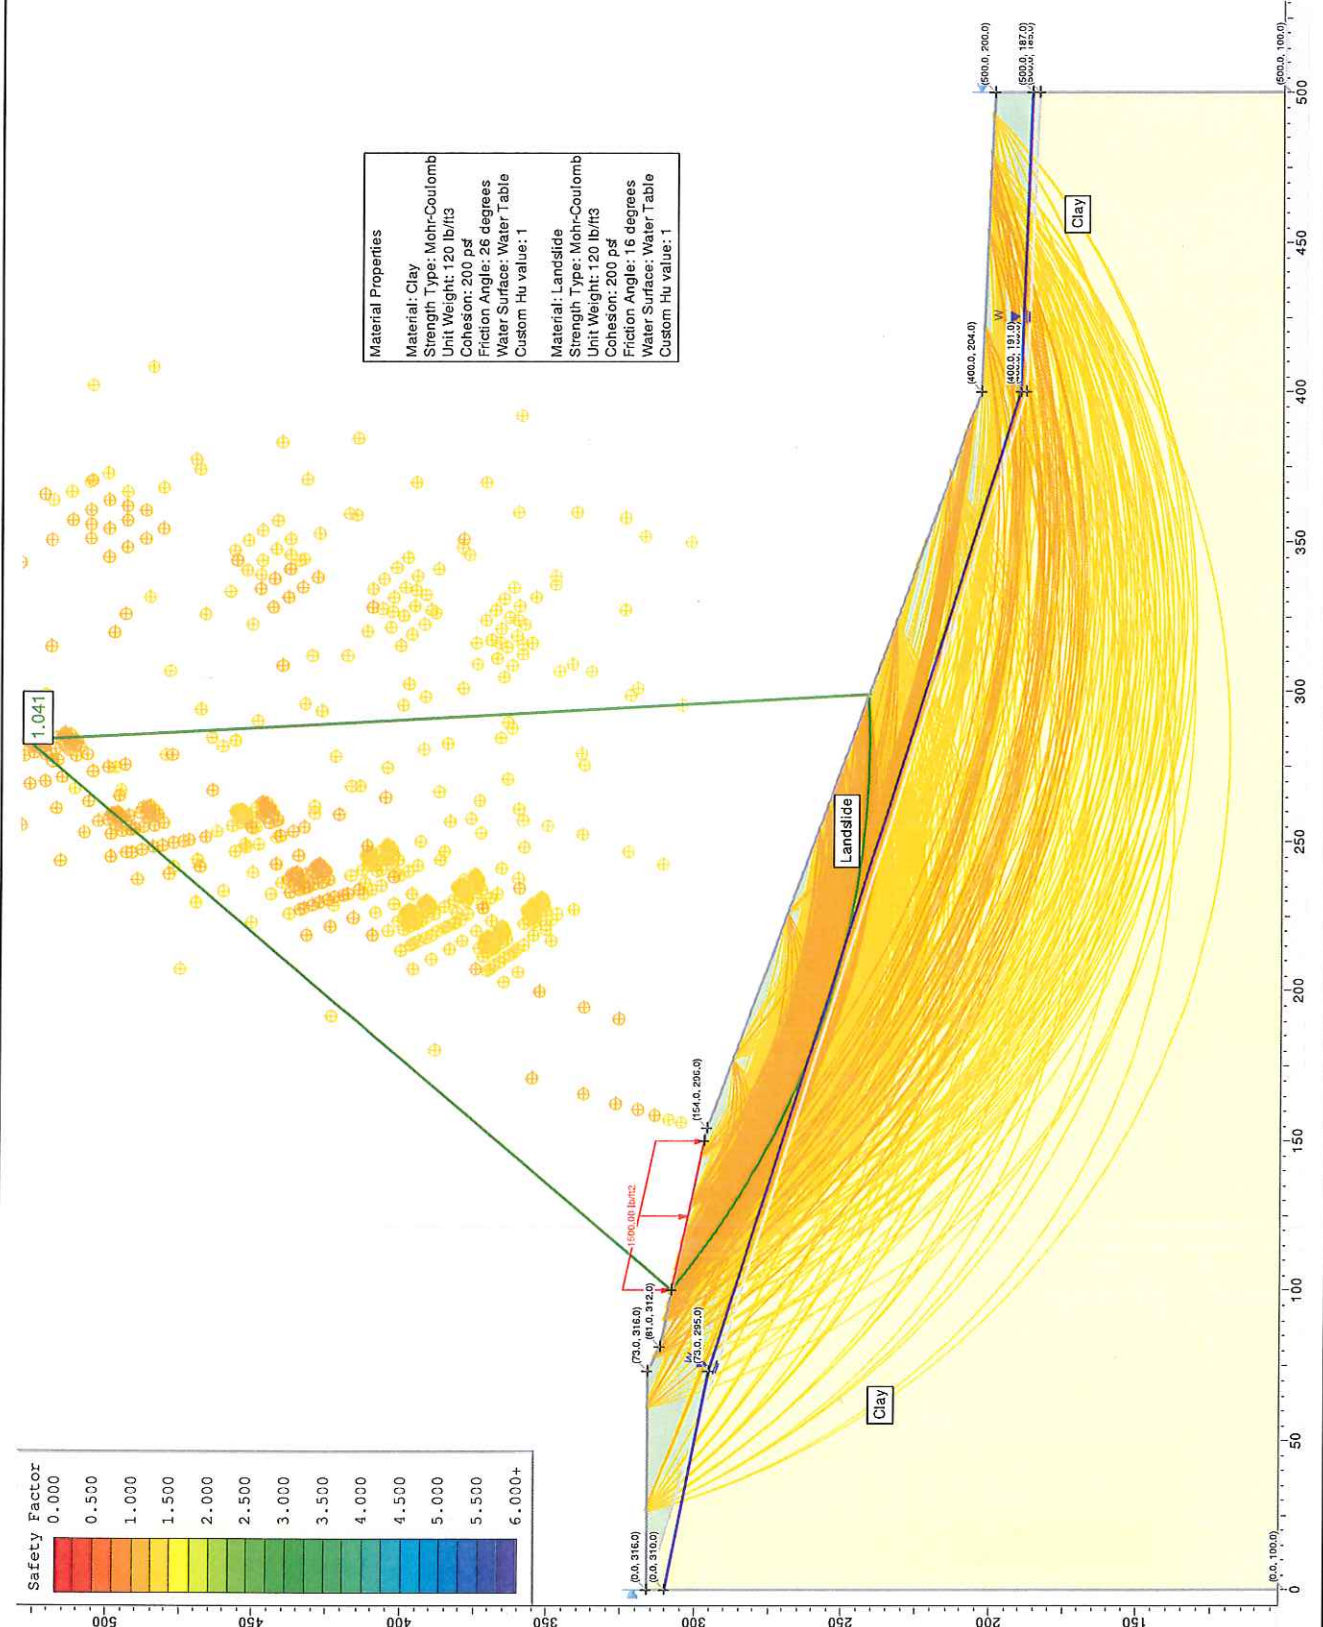 Safety Factor
0.000
0.500
1.000
1.500
2.000
2.500
3.000
3.500
4.000
4.500
5.000
5.500
6.000+
1.041
Material Properties
Material: Clay
Strength Type: Mohr-Coulomb
Unit Weight: 120 lb/ft3
Cohesion: 200 psf
Friction Angle: 26 degrees
Water Surface: Water Table
Custom Hu value: 1
Material: Landslide
Strength Type: Mohr-Coulomb
Unit Weight: 120 lb/ft3
Cohesion: 200 psf
Friction Angle: 16 degrees
Water Surface: Water Table
Custom Hu value: 1
1500.00 lb/ft2
(0.0, 316.0)
(0.0, 310.0)
(73.0, 316.0)
(81.0, 312.0)
(73.0, 295.0)
(154.0, 296.0)
(400.0, 204.0)
(400.0, 191.0)
W
(500.0, 200.0)
(500.0, 187.0)
(500.0, 100.0)
(0.0, 100.0)
Landslide
Clay
Clay
500
450
400
350
300
250
200
150
0
50
100
150
200
250
300
350
400
450
500